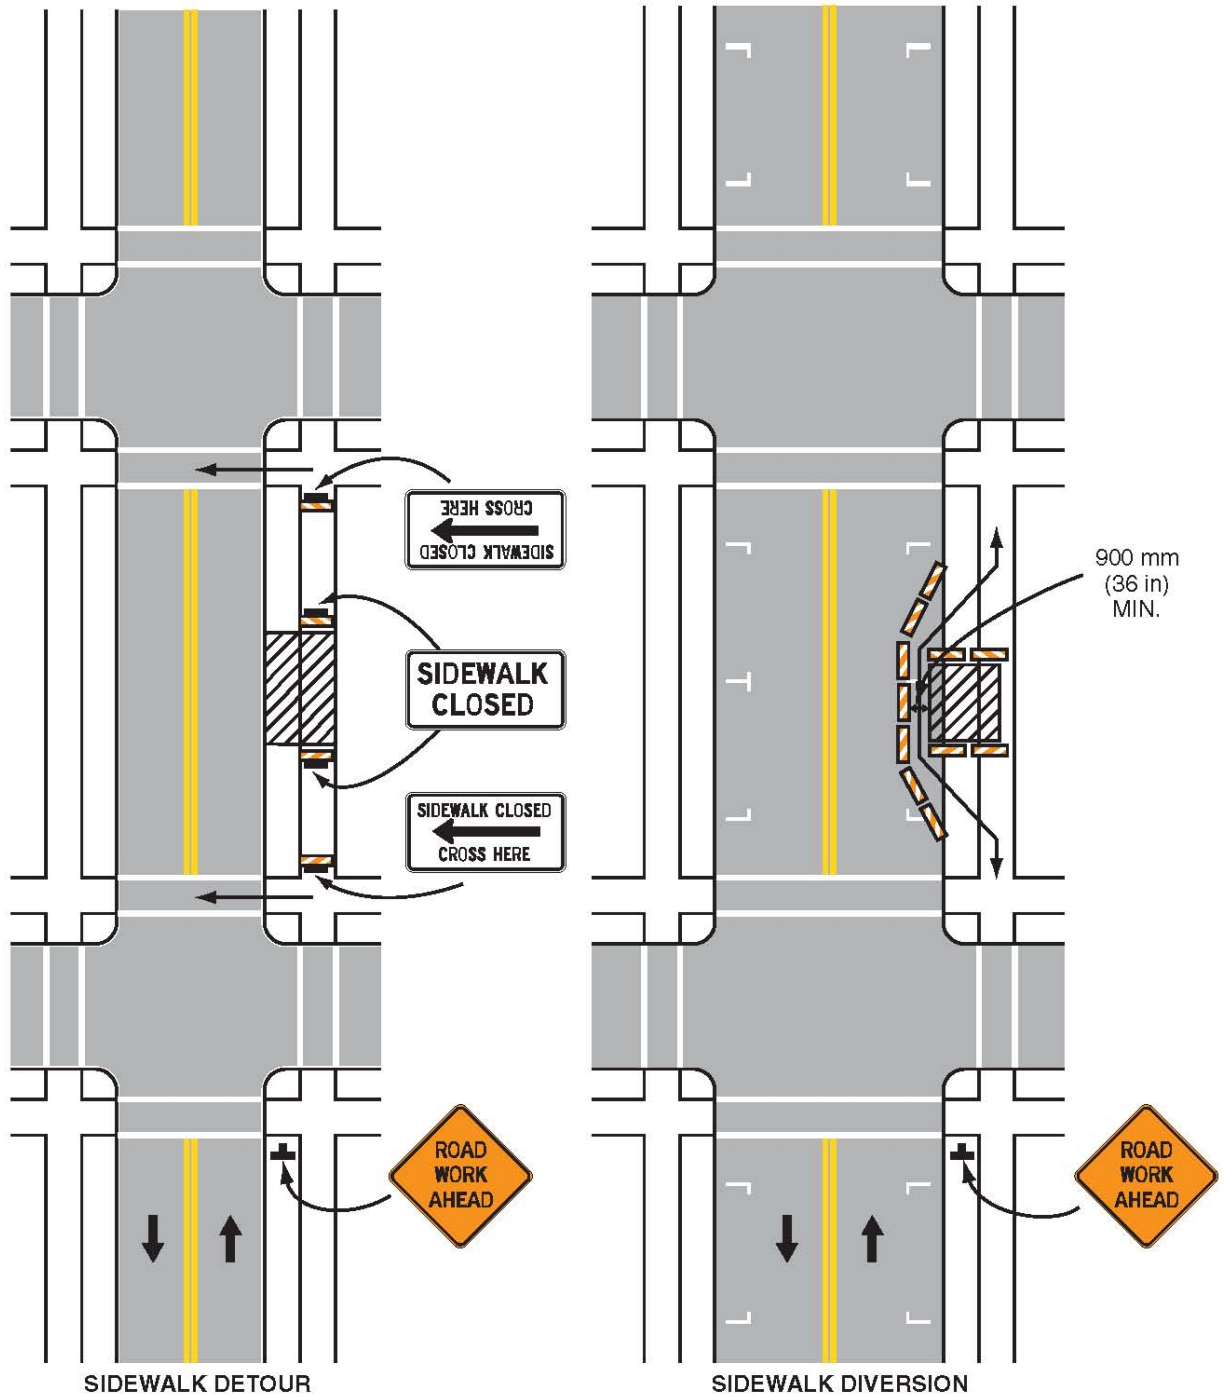 CROSS HERE
SIDEWALK CLOSED
SIDEWALK
CLOSED
SIDEWALK CLOSED
CROSS HERE
ROAD
WORK
AHEAD
SIDEWALK DETOUR
900 mm
(36 in)
MIN.
ROAD
WORK
AHEAD
SIDEWALK DIVERSION